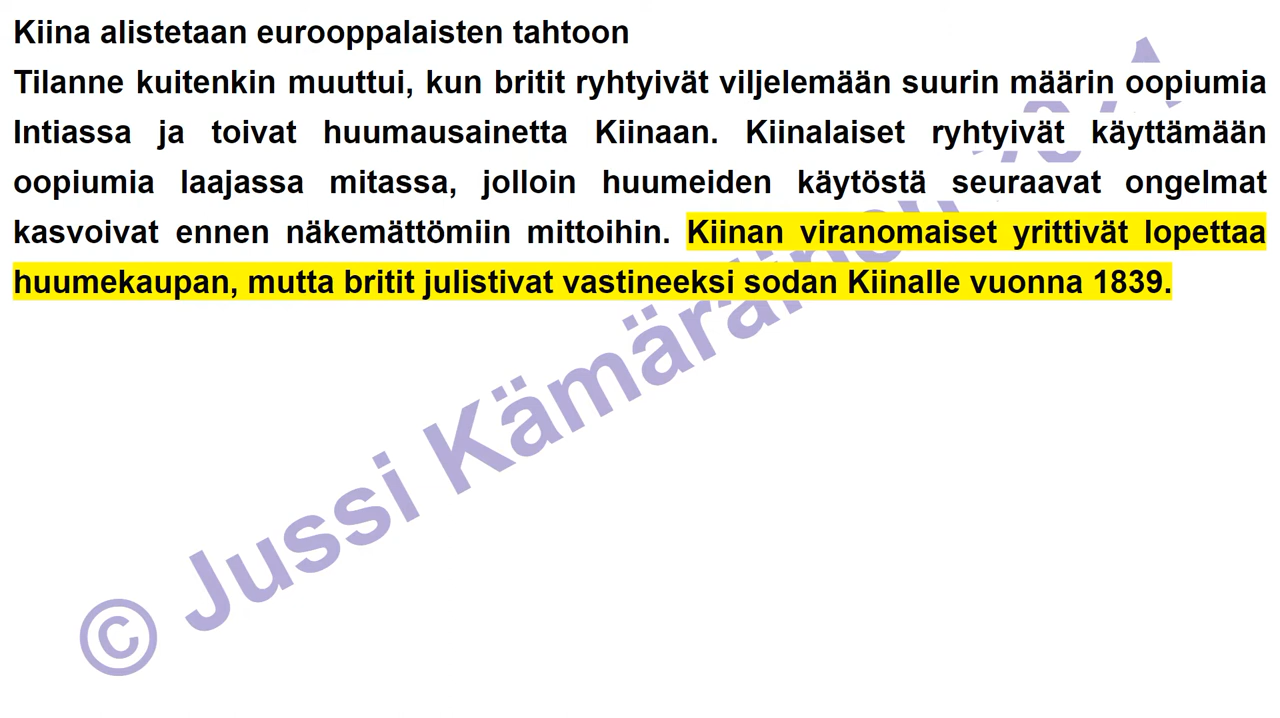 Kiina alistetaan eurooppalaisten tahtoon
Tilanne kuitenkin muuttui, kun britit ryhtyivät viljelemään suurin määrin oopiumia
Intiassa ja toivat huumausainetta Kiinaan. Kiinalaiset ryhtyivät käyttämään
oopiumia laajassa mitassa, jolloin huumeiden käytöstä seuraavat ongelmat
kasvoivat ennen näkemättömiin mittoihin. Kiinan viranomaiset yrittivät lopettaa
huumekaupan, mutta britit julistivat vastineeksi sodan Kiinalle vuonna 1839.
© Jussi Kämäräinen